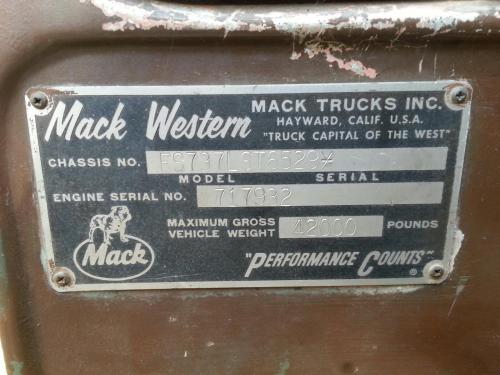 Mack Western
MACK TRUCKS INC.
HAYWARD, CALIF. U.S.A.
"TRUCK CAPITAL OF THE WEST"
CHASSIS NO. FS797LST6529*
MODEL SERIAL
ENGINE SERIAL NO. 717932
MAXIMUM GROSS
VEHICLE WEIGHT 42000 POUNDS
Mack
"PERFORMANCE COUNTS"
®